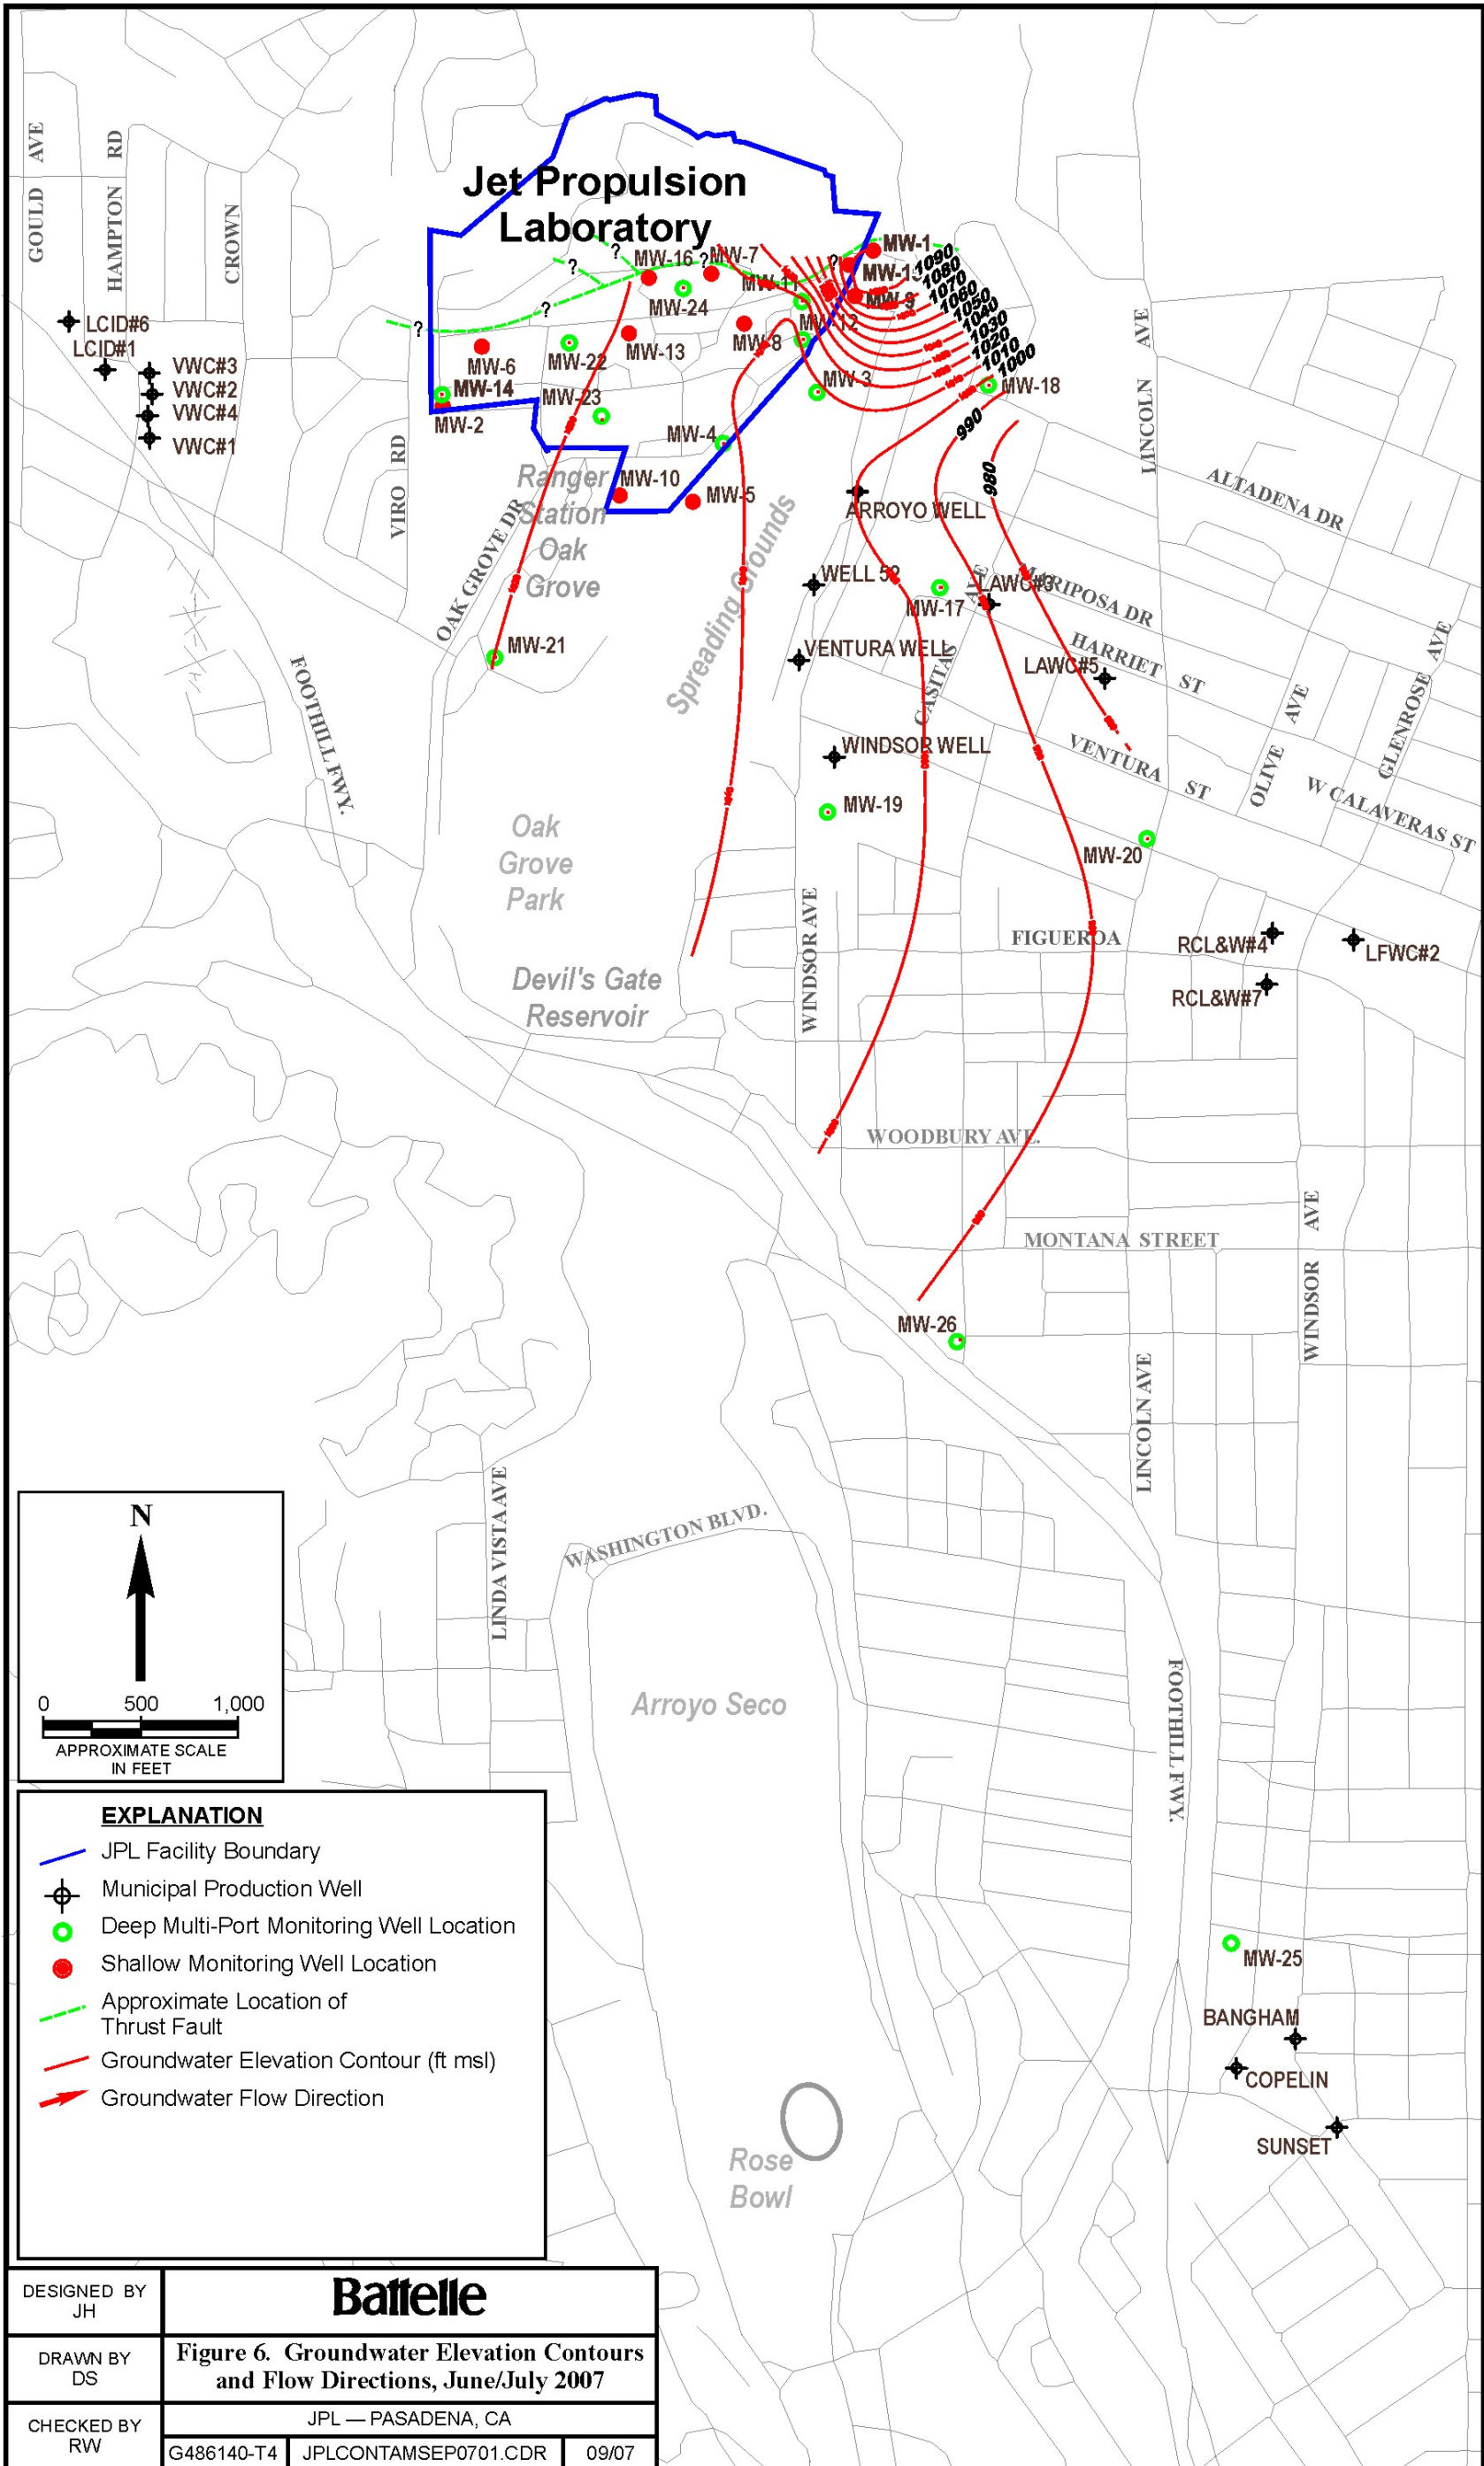 GOULD AVE
HAMPTON RD
CROWN
Jet Propulsion
Laboratory
MW-16
MW-7
MW-1
MW-9
MW-24
MW-12
MW-6
MW-22
MW-13
MW-8
MW-3
MW-18
MW-14
MW-2
MW-23
MW-4
MW-10
MW-5
?
?
?
?
?
?
?
1090
1080
1070
1060
1050
1040
1030
1020
1010
1000
990
980
LCID#6
LCID#1
VWC#3
VWC#2
VWC#4
VWC#1
VIRO RD
OAK GROVE DR
Ranger
Station
Oak
Grove
Spreading Grounds
ARROYO WELL
WELL 52
MW-17
LAWC#3
VENTURA WELL
LAWC#5
CASITAS AVE
LINCOLN AVE
ALTADENA DR
MARIPOSA DR
HARRIET ST
VENTURA ST
OLIVE AVE
GLENROSE AVE
W CALAVERAS ST
MW-21
FOOTHILL FWY.
WINDSOR WELL
MW-19
MW-20
Oak
Grove
Park
Devil's Gate
Reservoir
WINDSOR AVE
FIGUEROA
RCL&W#4
LFWC#2
RCL&W#7
WOODBURY AVE.
MONTANA STREET
WINDSOR AVE
MW-26
LINCOLN AVE
LINDA VISTA AVE
WASHINGTON BLVD.
Arroyo Seco
FOOTHILL FWY.
MW-25
BANGHAM
COPELIN
SUNSET
Rose
Bowl
N
0 500 1,000
APPROXIMATE SCALE
IN FEET
EXPLANATION
JPL Facility Boundary
Municipal Production Well
Deep Multi-Port Monitoring Well Location
Shallow Monitoring Well Location
Approximate Location of
Thrust Fault
Groundwater Elevation Contour (ft msl)
Groundwater Flow Direction
DESIGNED BY
JH
Battelle
DRAWN BY
DS
Figure 6. Groundwater Elevation Contours
and Flow Directions, June/July 2007
CHECKED BY
RW
JPL — PASADENA, CA
G486140-T4 JPLCONTAMSEP0701.CDR 09/07